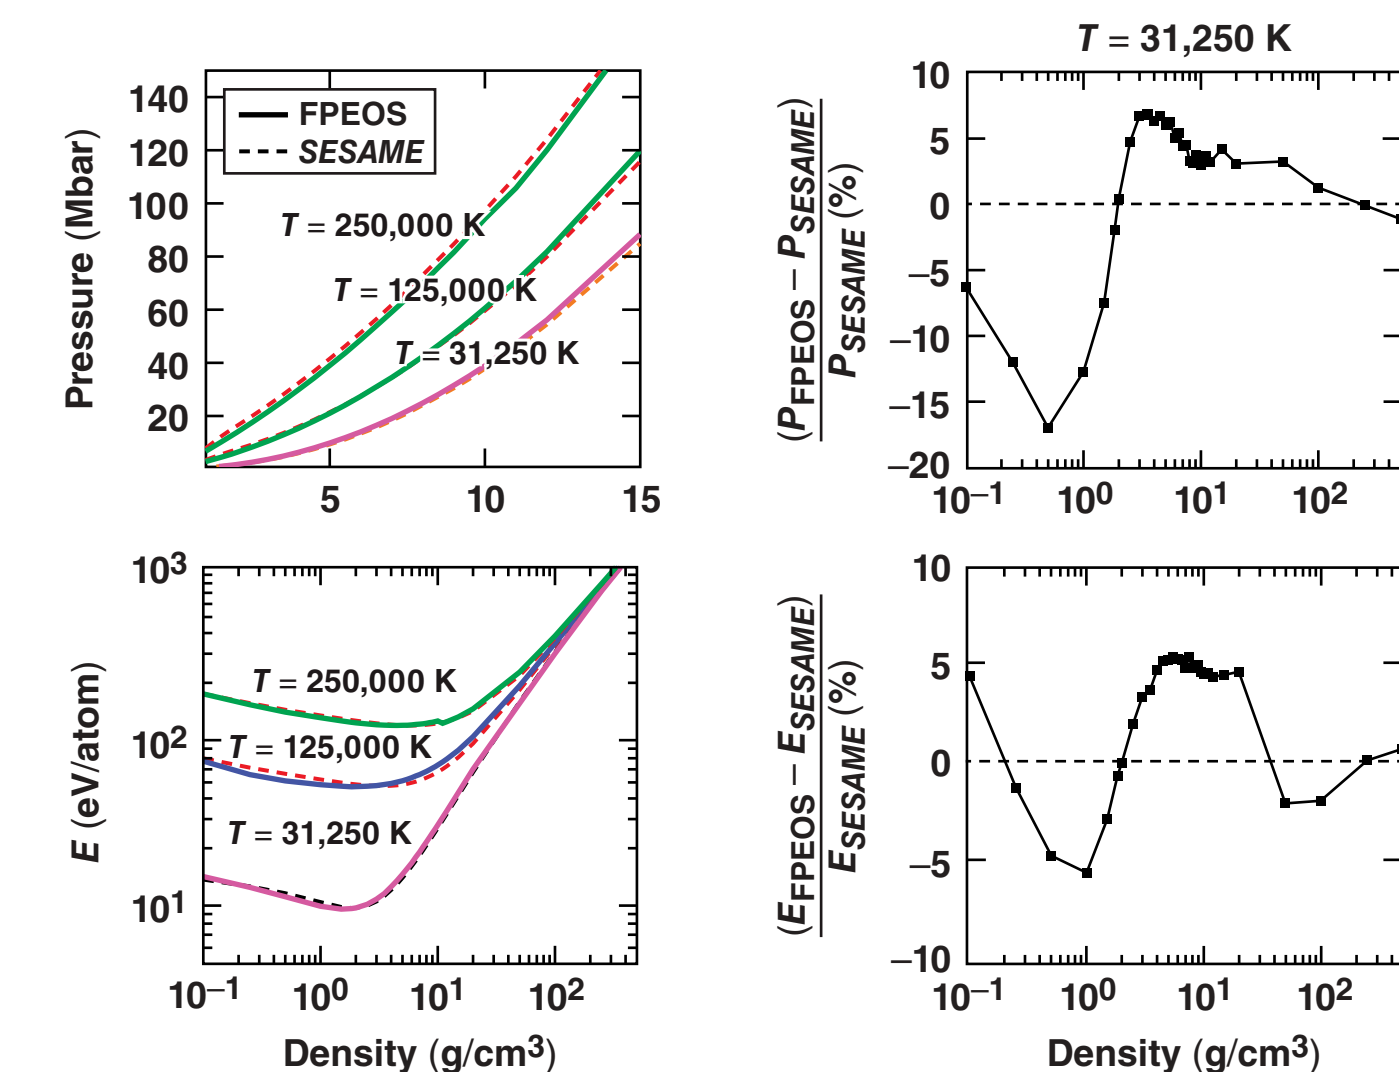 T = 31,250 K
Pressure (Mbar)
140
120
100
80
60
40
20
FPEOS
SESAME
T = 250,000 K
T = 125,000 K
T = 31,250 K
5 10 15
(PFPEOS – PSESAME)
PSESAME (%)
10
5
0
–5
–10
–15
–20
10–1 100 101 102
E (eV/atom)
103
102
101
T = 250,000 K
T = 125,000 K
T = 31,250 K
10–1 100 101 102
Density (g/cm3)
(EFPEOS – ESESAME)
ESESAME (%)
10
5
0
–5
–10
10–1 100 101 102
Density (g/cm3)